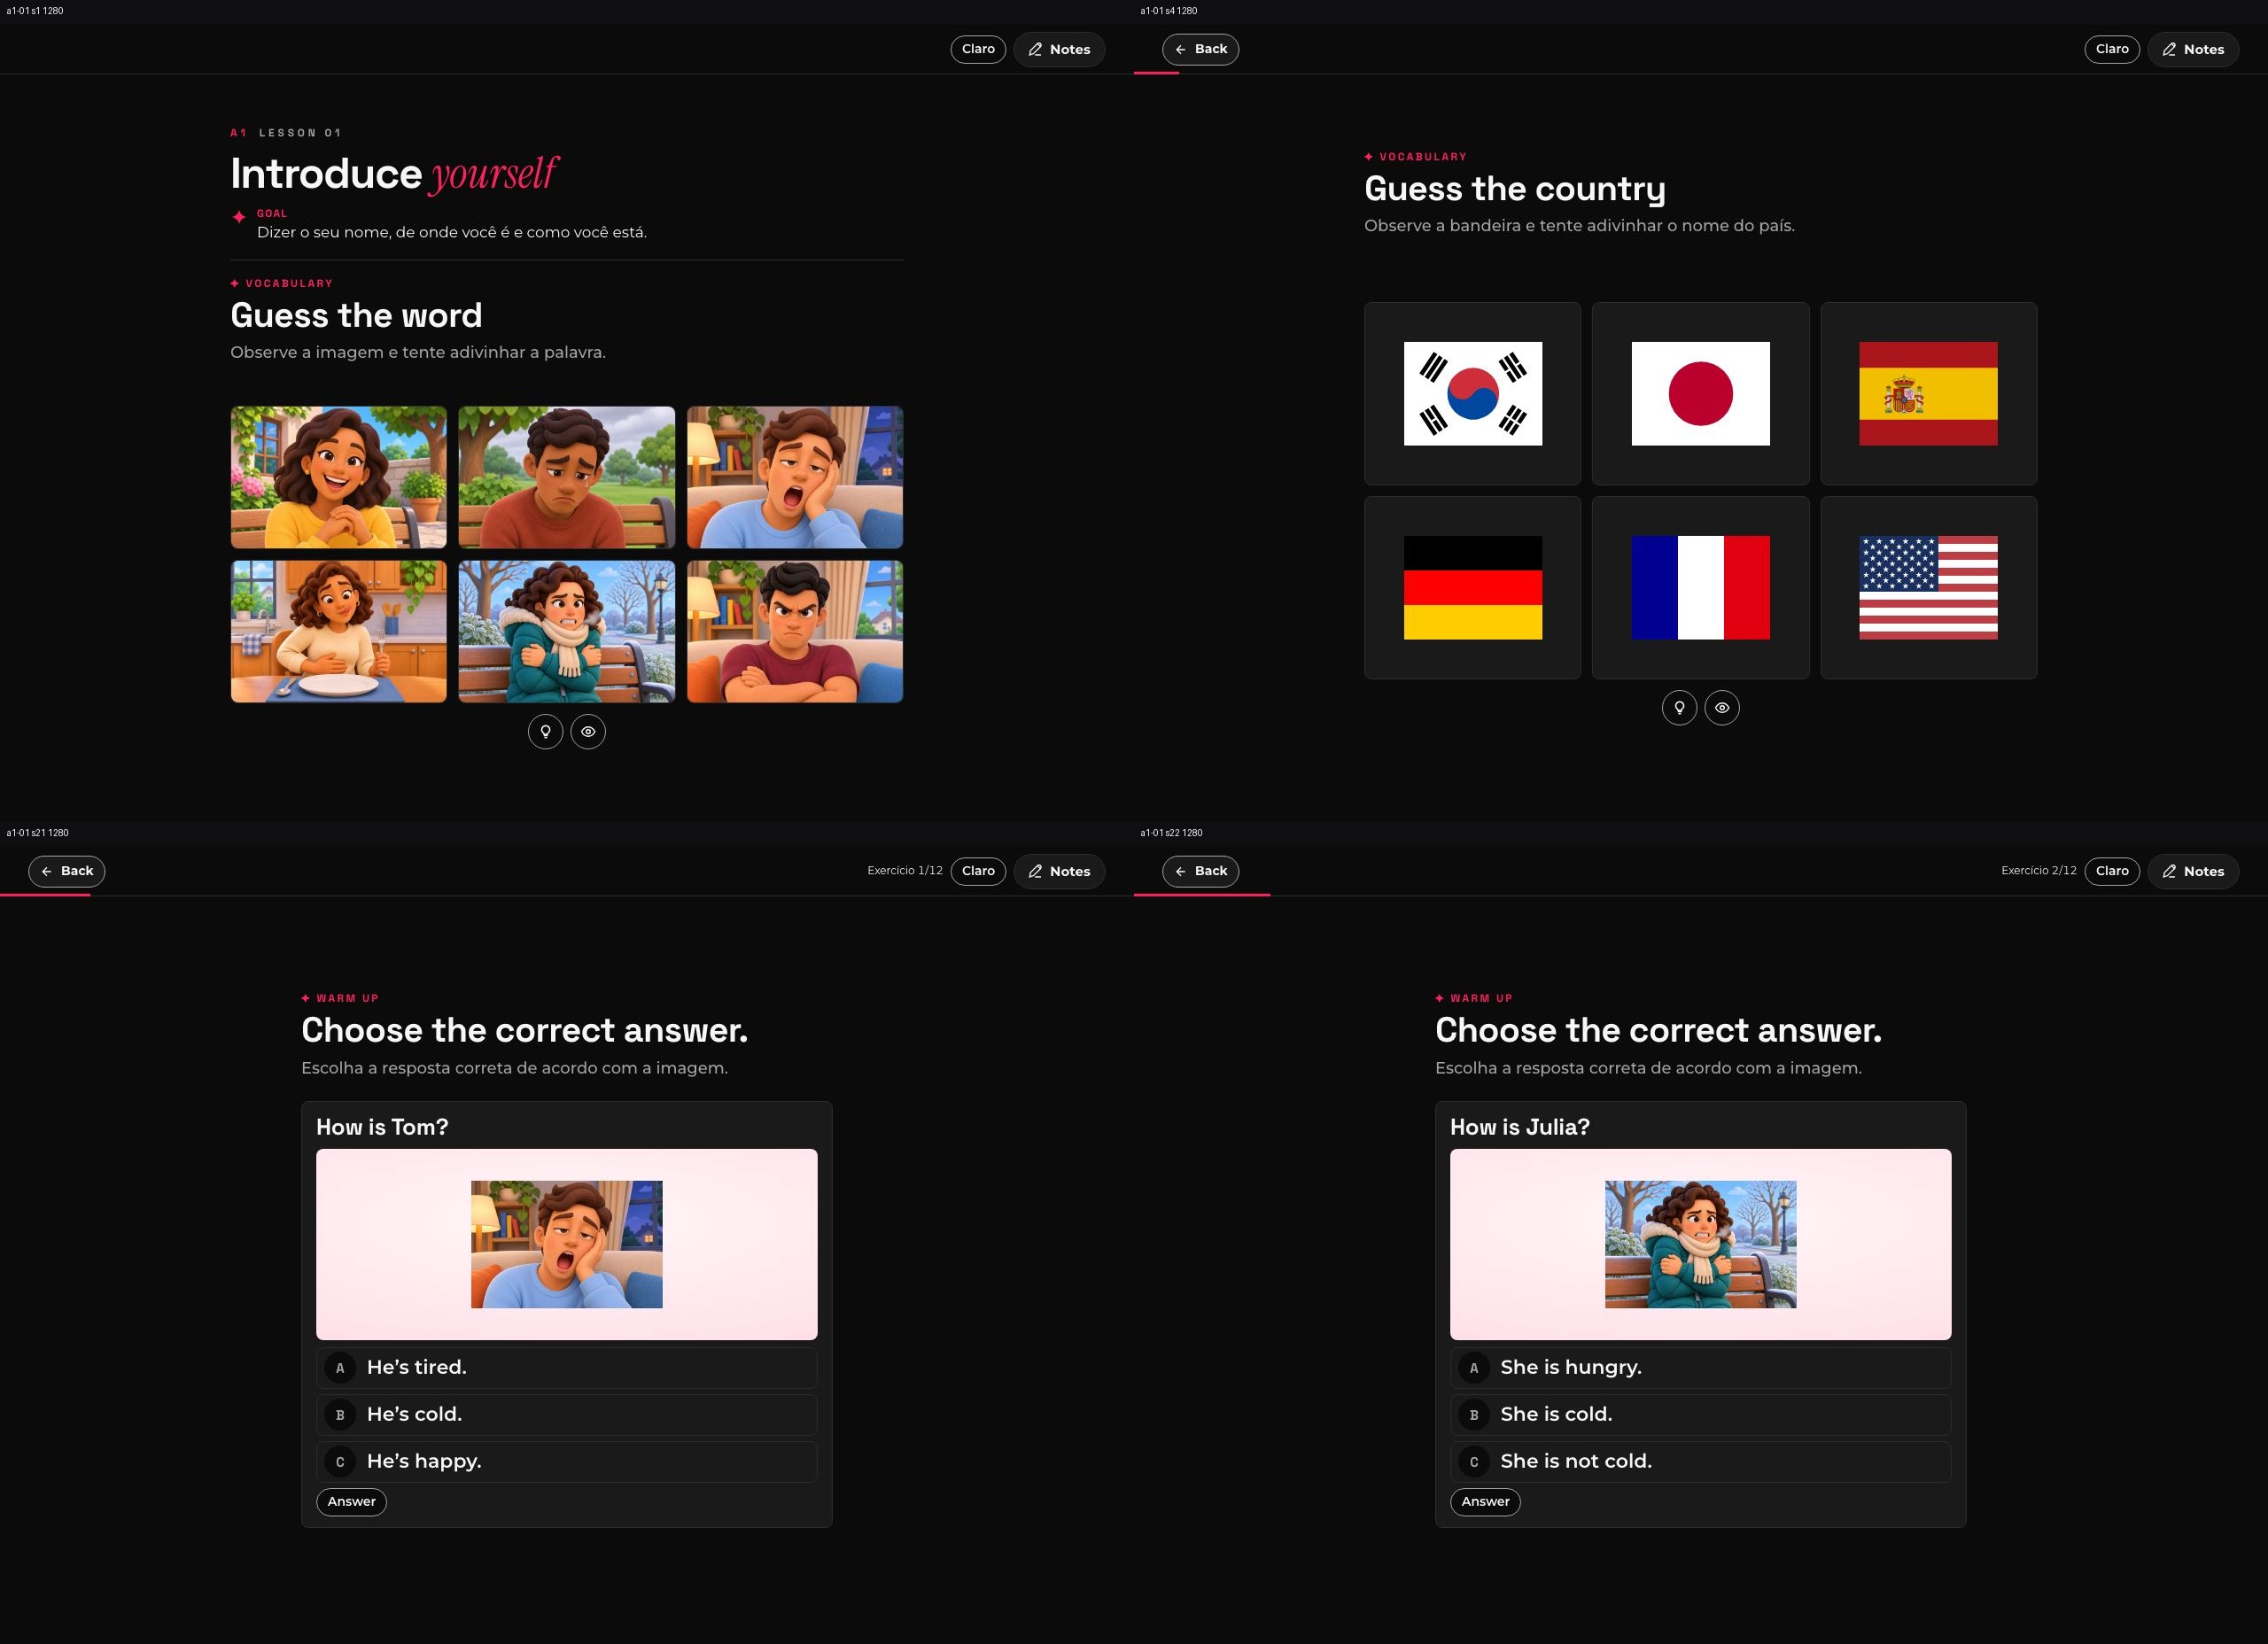 a1-01 s1 1280
Claro
Notes
A1 LESSON 01
Introduce yourself
GOAL
Dizer o seu nome, de onde você é e como você está.
VOCABULARY
Guess the word
Observe a imagem e tente adivinhar a palavra.
a1-01 s4 1280
Back
Claro
Notes
VOCABULARY
Guess the country
Observe a bandeira e tente adivinhar o nome do país.
a1-01 s21 1280
Back
Exercício 1/12
Claro
Notes
WARM UP
Choose the correct answer.
Escolha a resposta correta de acordo com a imagem.
How is Tom?
A He’s tired.
B He’s cold.
C He’s happy.
Answer
a1-01 s22 1280
Back
Exercício 2/12
Claro
Notes
WARM UP
Choose the correct answer.
Escolha a resposta correta de acordo com a imagem.
How is Julia?
A She is hungry.
B She is cold.
C She is not cold.
Answer